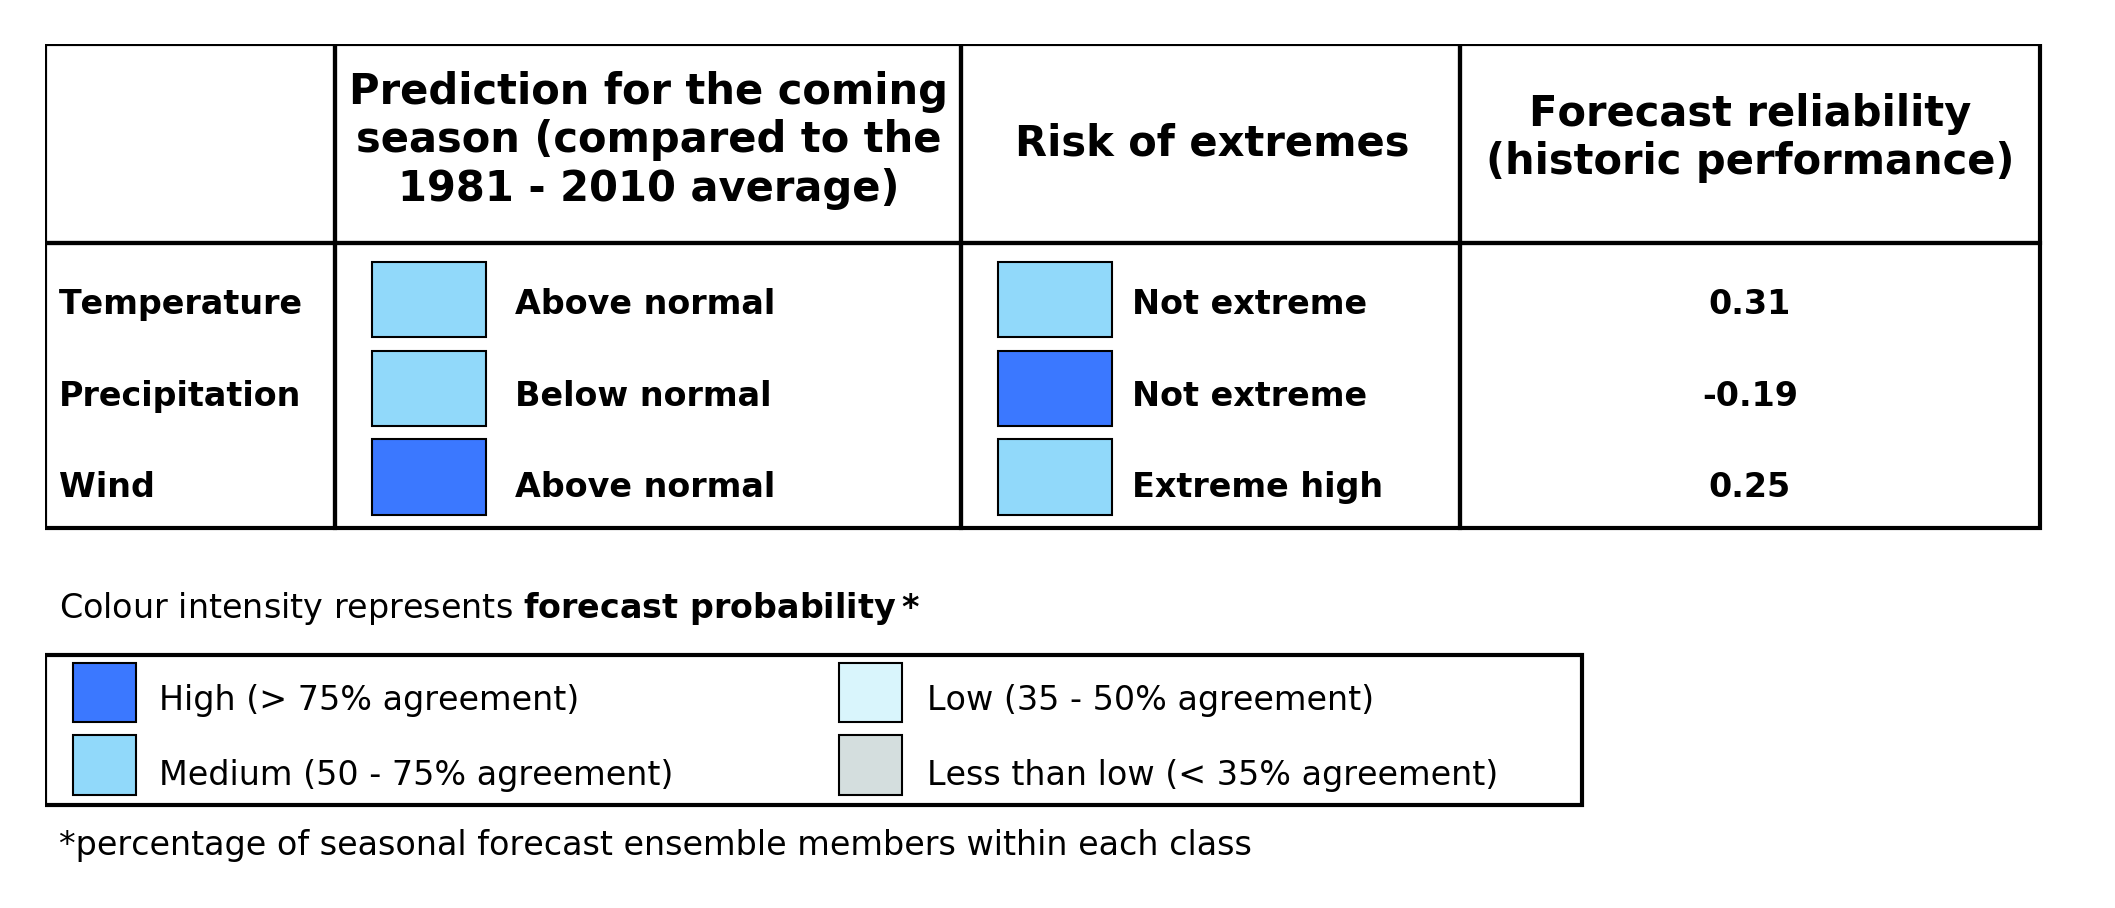 Prediction for the coming
season (compared to the
1981 - 2010 average)
Risk of extremes
Forecast reliability
(historic performance)
Temperature Above normal Not extreme 0.31
Precipitation Below normal Not extreme -0.19
Wind Above normal Extreme high 0.25
Colour intensity represents forecast probability*
High (> 75% agreement) Low (35 - 50% agreement)
Medium (50 - 75% agreement) Less than low (< 35% agreement)
*percentage of seasonal forecast ensemble members within each class